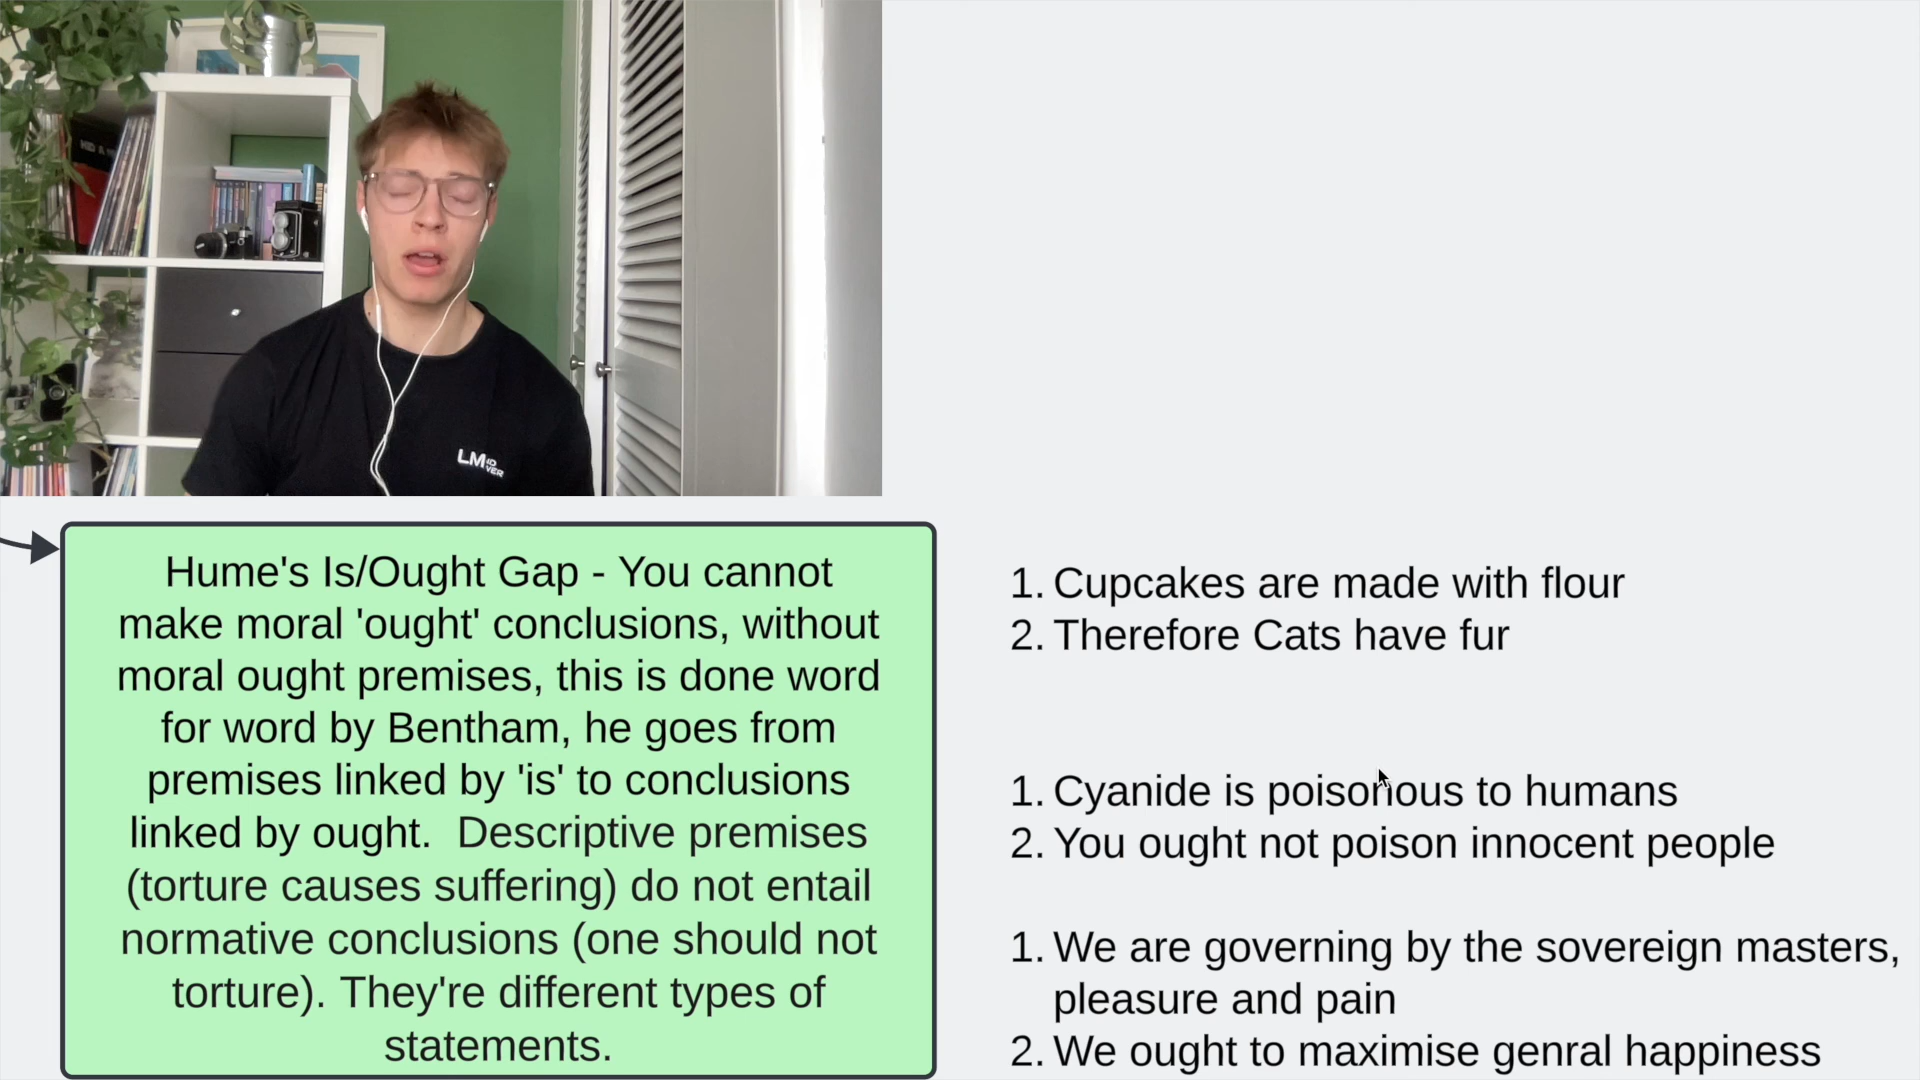 HID A
LM ID
VER
Hume's Is/Ought Gap - You cannot
make moral 'ought' conclusions, without
moral ought premises, this is done word
for word by Bentham, he goes from
premises linked by 'is' to conclusions
linked by ought. Descriptive premises
(torture causes suffering) do not entail
normative conclusions (one should not
torture). They're different types of
statements.
1. Cupcakes are made with flour
2. Therefore Cats have fur
1. Cyanide is poisonous to humans
2. You ought not poison innocent people
1. We are governing by the sovereign masters,
pleasure and pain
2. We ought to maximise genral happiness